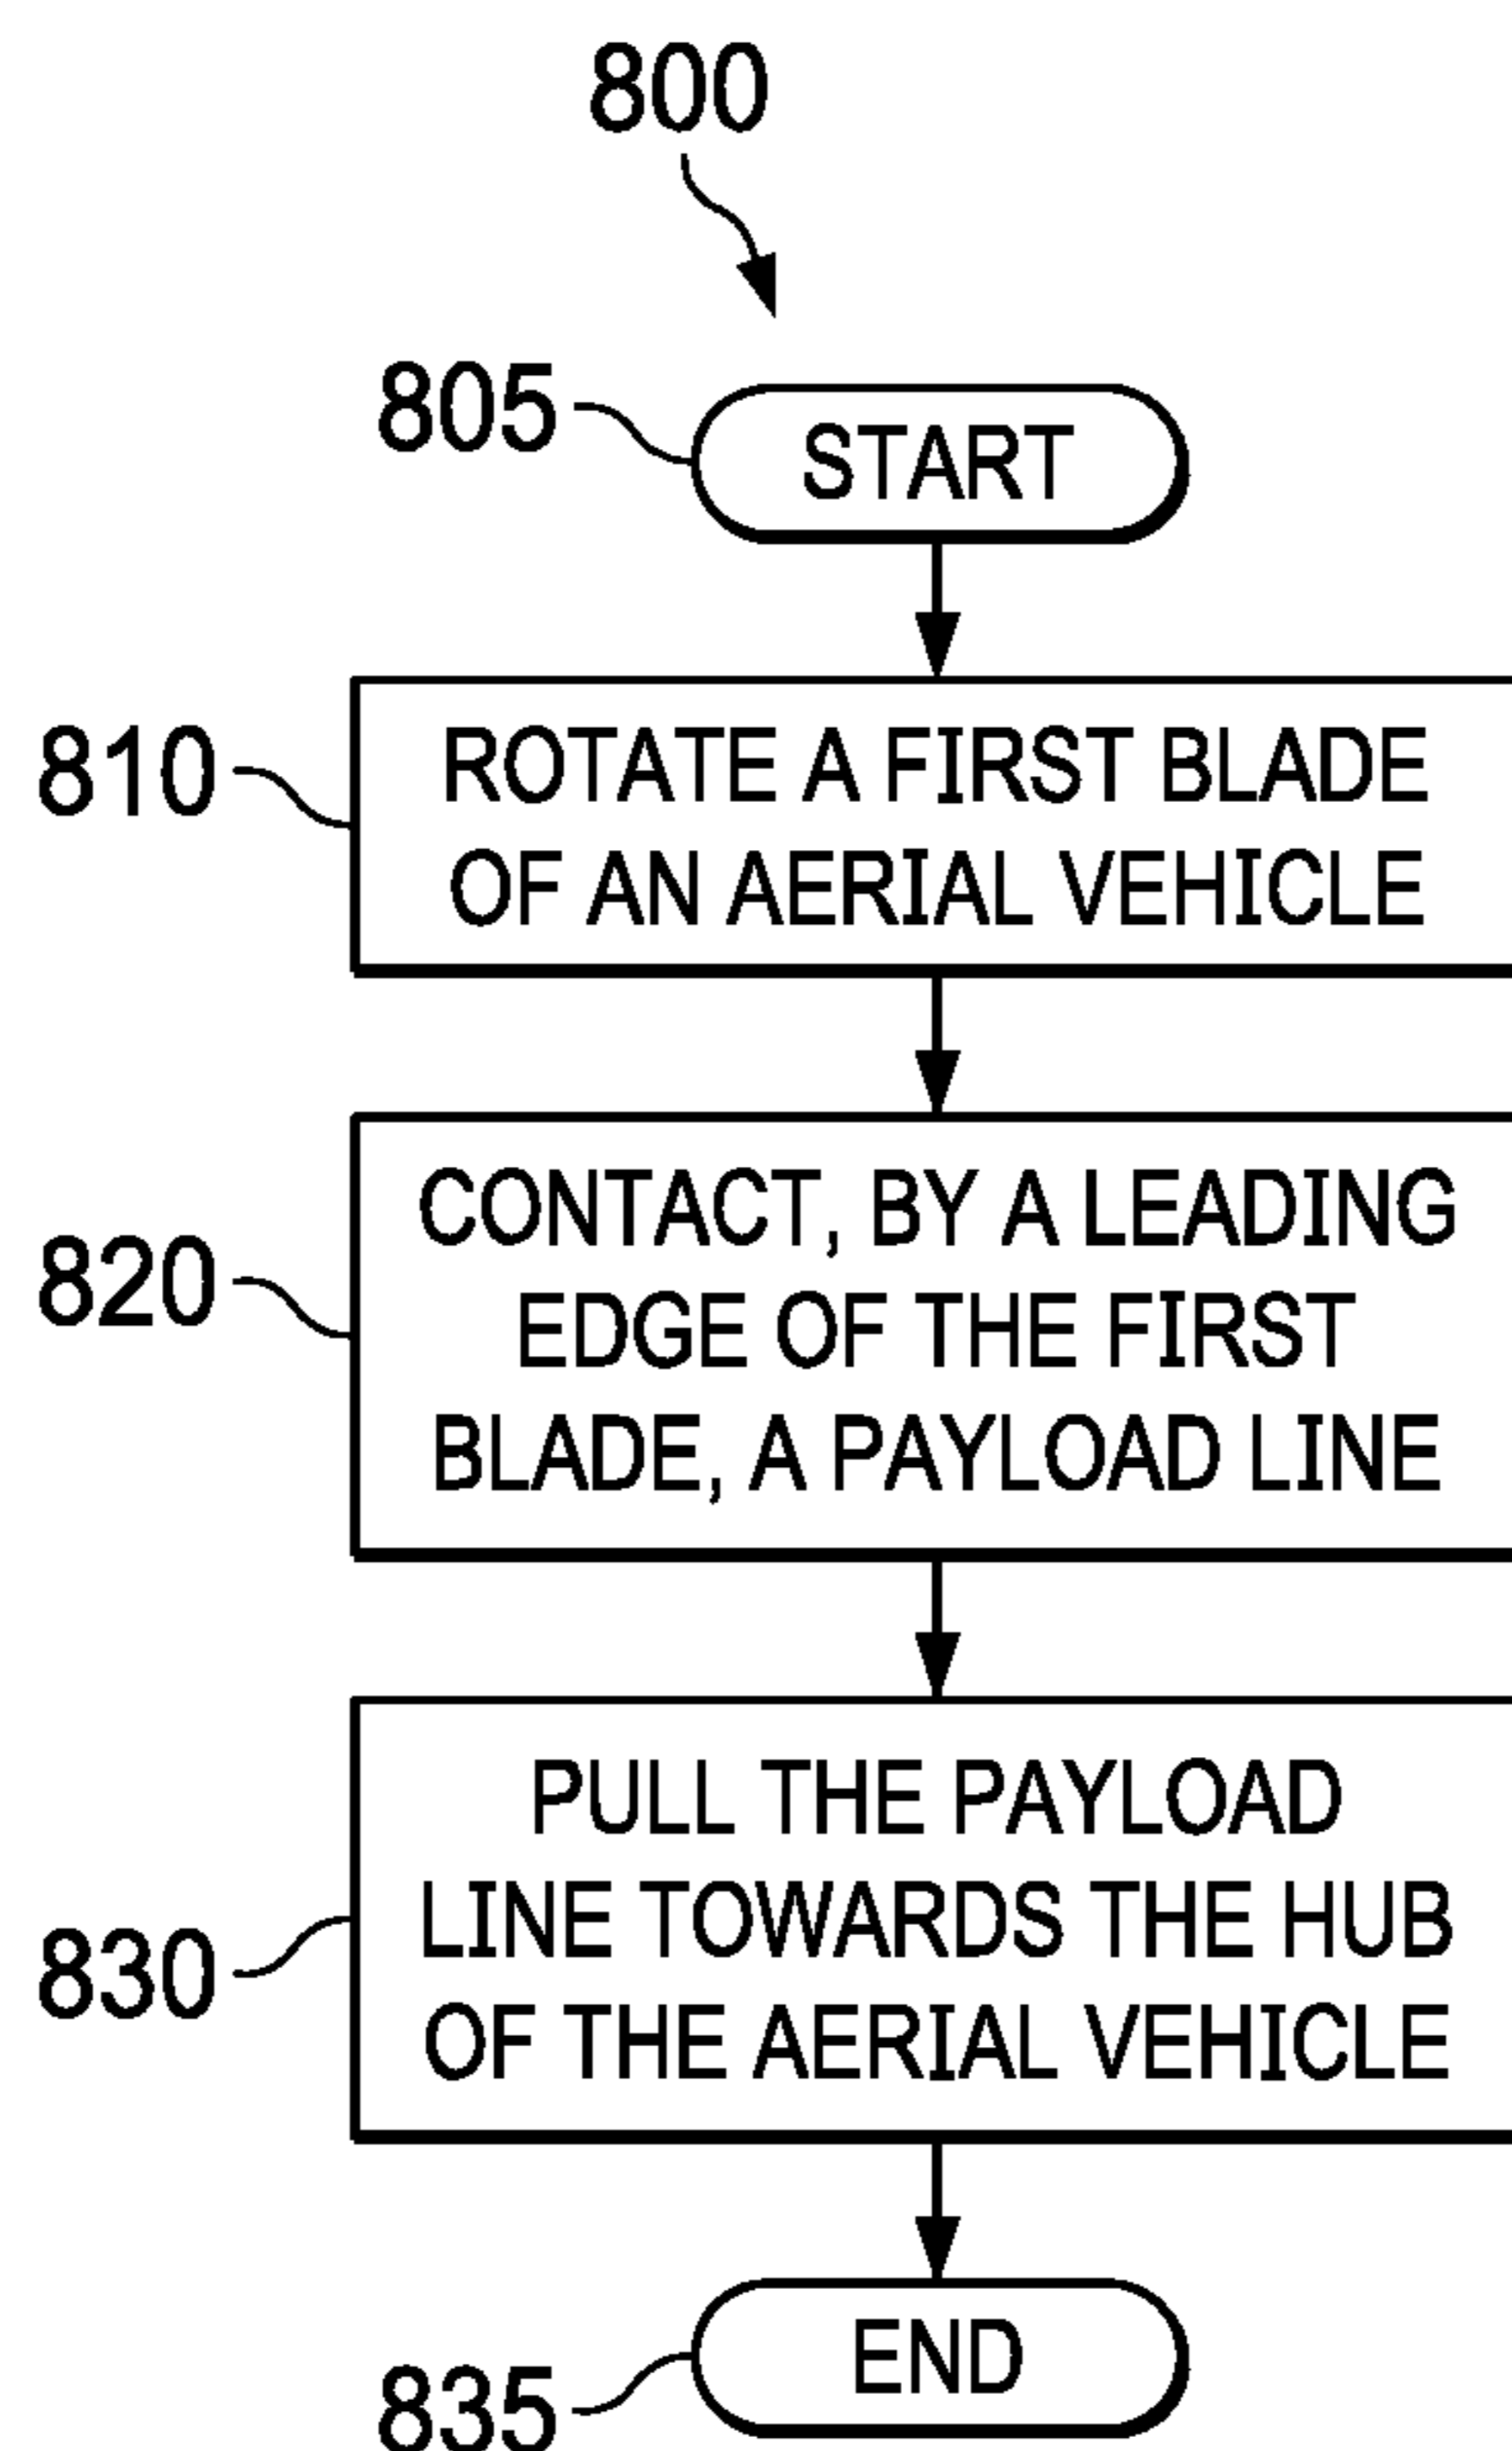 800
805
START
810
ROTATE A FIRST BLADE
OF AN AERIAL VEHICLE
820
CONTACT, BY A LEADING
EDGE OF THE FIRST
BLADE, A PAYLOAD LINE
830
PULL THE PAYLOAD
LINE TOWARDS THE HUB
OF THE AERIAL VEHICLE
835
END